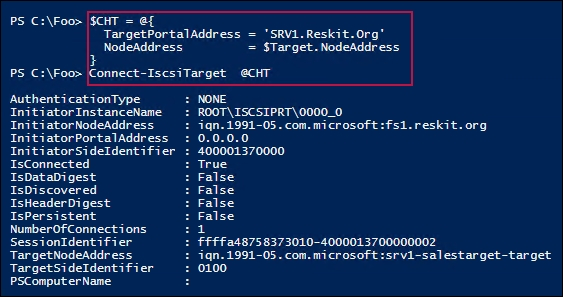 PS C:\Foo> $CHT = @{
TargetPortalAddress = 'SRV1.Reskit.Org'
NodeAddress = $Target.NodeAddress
}
PS C:\Foo> Connect-IscsiTarget @CHT
AuthenticationType : NONE
InitiatorInstanceName : ROOT\ISCSIPRT\0000_0
InitiatorNodeAddress : iqn.1991-05.com.microsoft:fs1.reskit.org
InitiatorPortalAddress : 0.0.0.0
InitiatorSideIdentifier : 400001370000
IsConnected : True
IsDataDigest : False
IsDiscovered : False
IsHeaderDigest : False
IsPersistent : False
NumberOfConnections : 1
SessionIdentifier : ffffa48758373010-4000013700000002
TargetNodeAddress : iqn.1991-05.com.microsoft:srv1-salestarget-target
TargetSideIdentifier : 0100
PSComputerName :